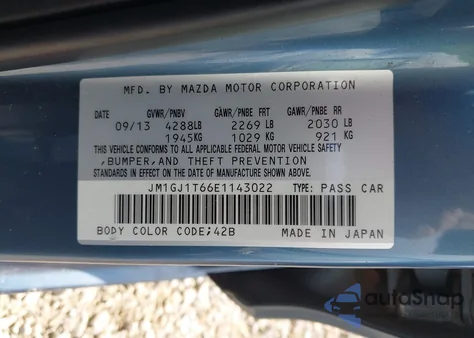 MFD. BY MAZDA MOTOR CORPORATION
DATE GVWR/PNBV GAWR/PNBE FRT GAWR/PNBE RR
09/13 4288LB 2269 LB 2030 LB
1945KG 1029 KG 921 KG
THIS VEHICLE CONFORMS TO ALL APPLICABLE FEDERAL MOTOR VEHICLE SAFETY
,BUMPER,AND THEFT PREVENTION
STANDARDS IN EFFECT ON THE DATE OF MANUFACTURE SHOWN ABOVE.
JM1GJ1T66E1143022 TYPE: PASS CAR
BODY COLOR CODE;42B MADE IN JAPAN
autoSnap